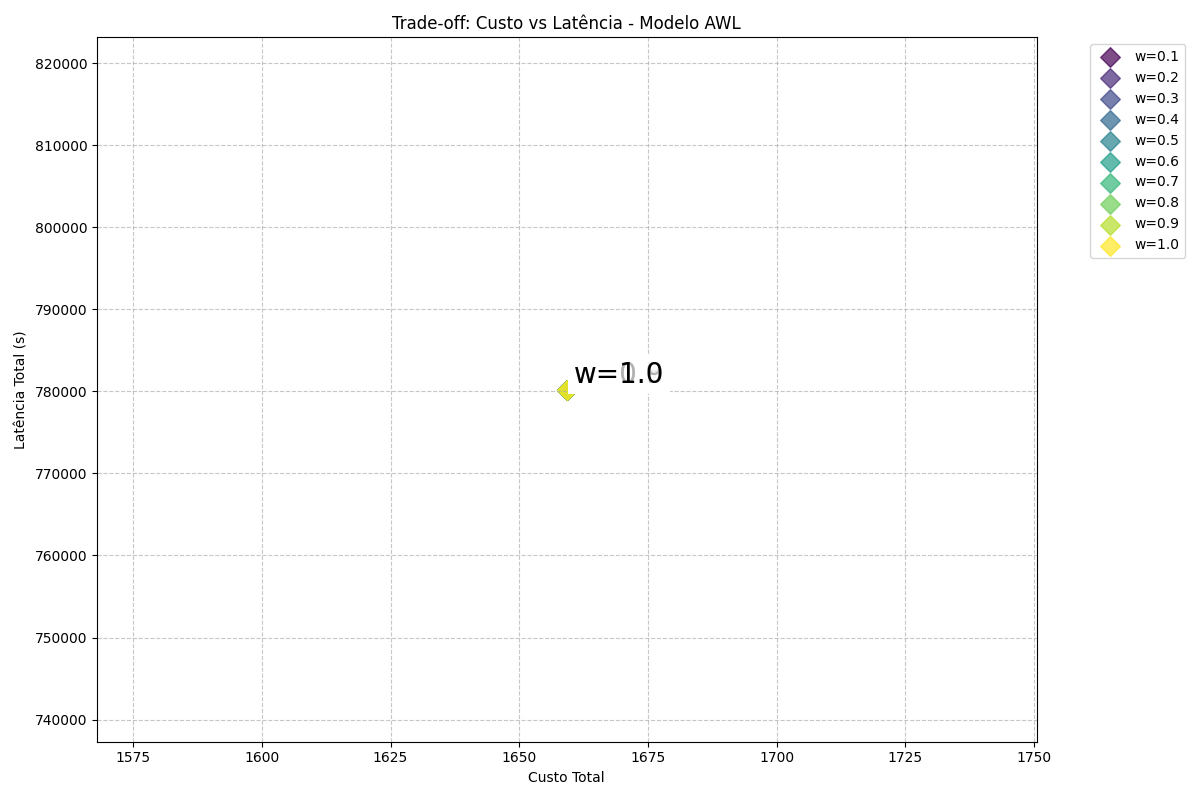 Trade-off: Custo vs Latência - Modelo AWL
820000
810000
800000
790000
780000
770000
760000
750000
740000
Latência Total (s)
w=1.0
1575
1600
1625
1650
1675
1700
1725
1750
Custo Total
w=0.1
w=0.2
w=0.3
w=0.4
w=0.5
w=0.6
w=0.7
w=0.8
w=0.9
w=1.0